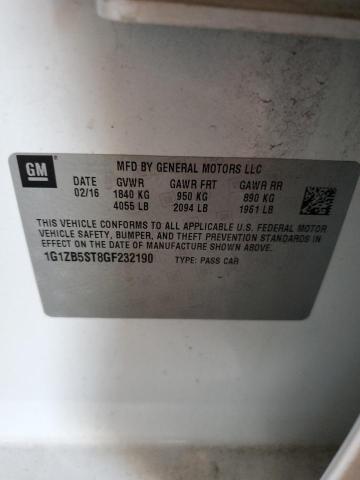 GM
MFD BY GENERAL MOTORS LLC
DATE GVWR GAWR FRT GAWR RR
02/16 1840 KG 950 KG 890 KG
4055 LB 2094 LB 1961 LB
THIS VEHICLE CONFORMS TO ALL APPLICABLE U.S. FEDERAL MOTOR
VEHICLE SAFETY, BUMPER, AND THEFT PREVENTION STANDARDS
IN EFFECT ON THE DATE OF MANUFACTURE SHOWN ABOVE.
1G1ZB5ST8GF232190 TYPE: PASS CAR